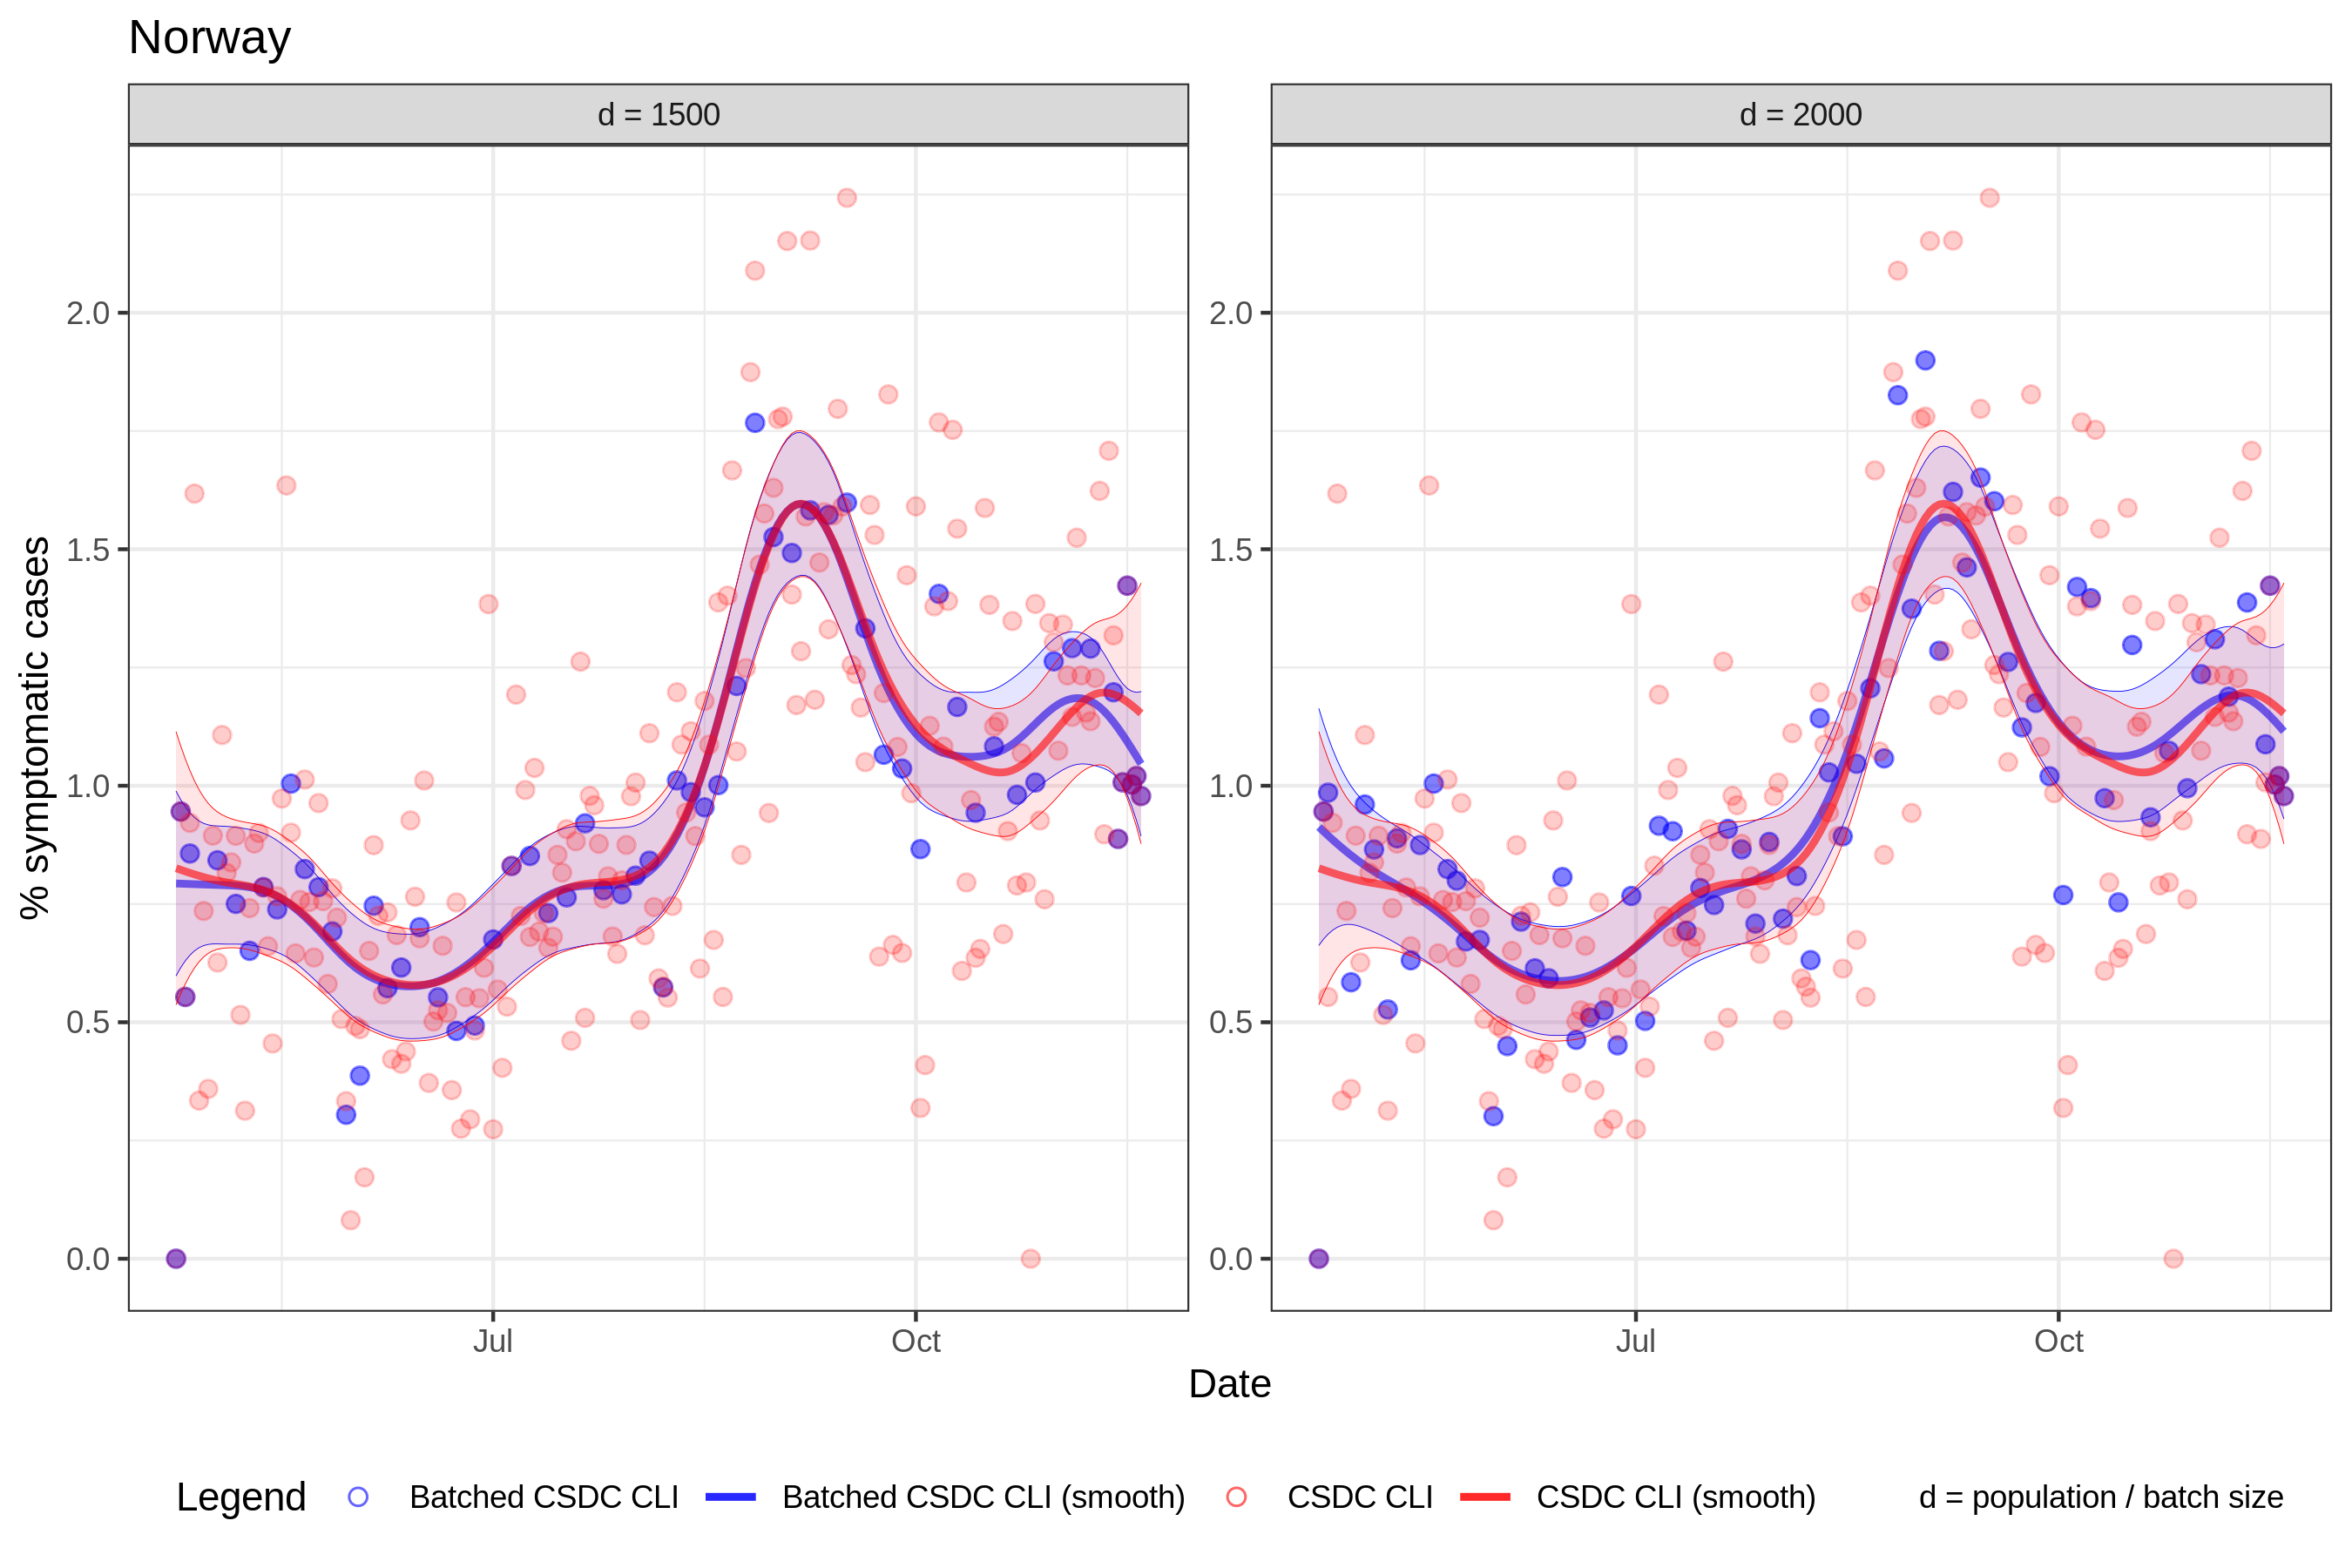 Norway
d = 1500
d = 2000
% symptomatic cases
2.0
1.5
1.0
0.5
0.0
2.0
1.5
1.0
0.5
0.0
Jul
Oct
Jul
Oct
Date
Legend
Batched CSDC CLI
Batched CSDC CLI (smooth)
CSDC CLI
CSDC CLI (smooth)
d = population / batch size